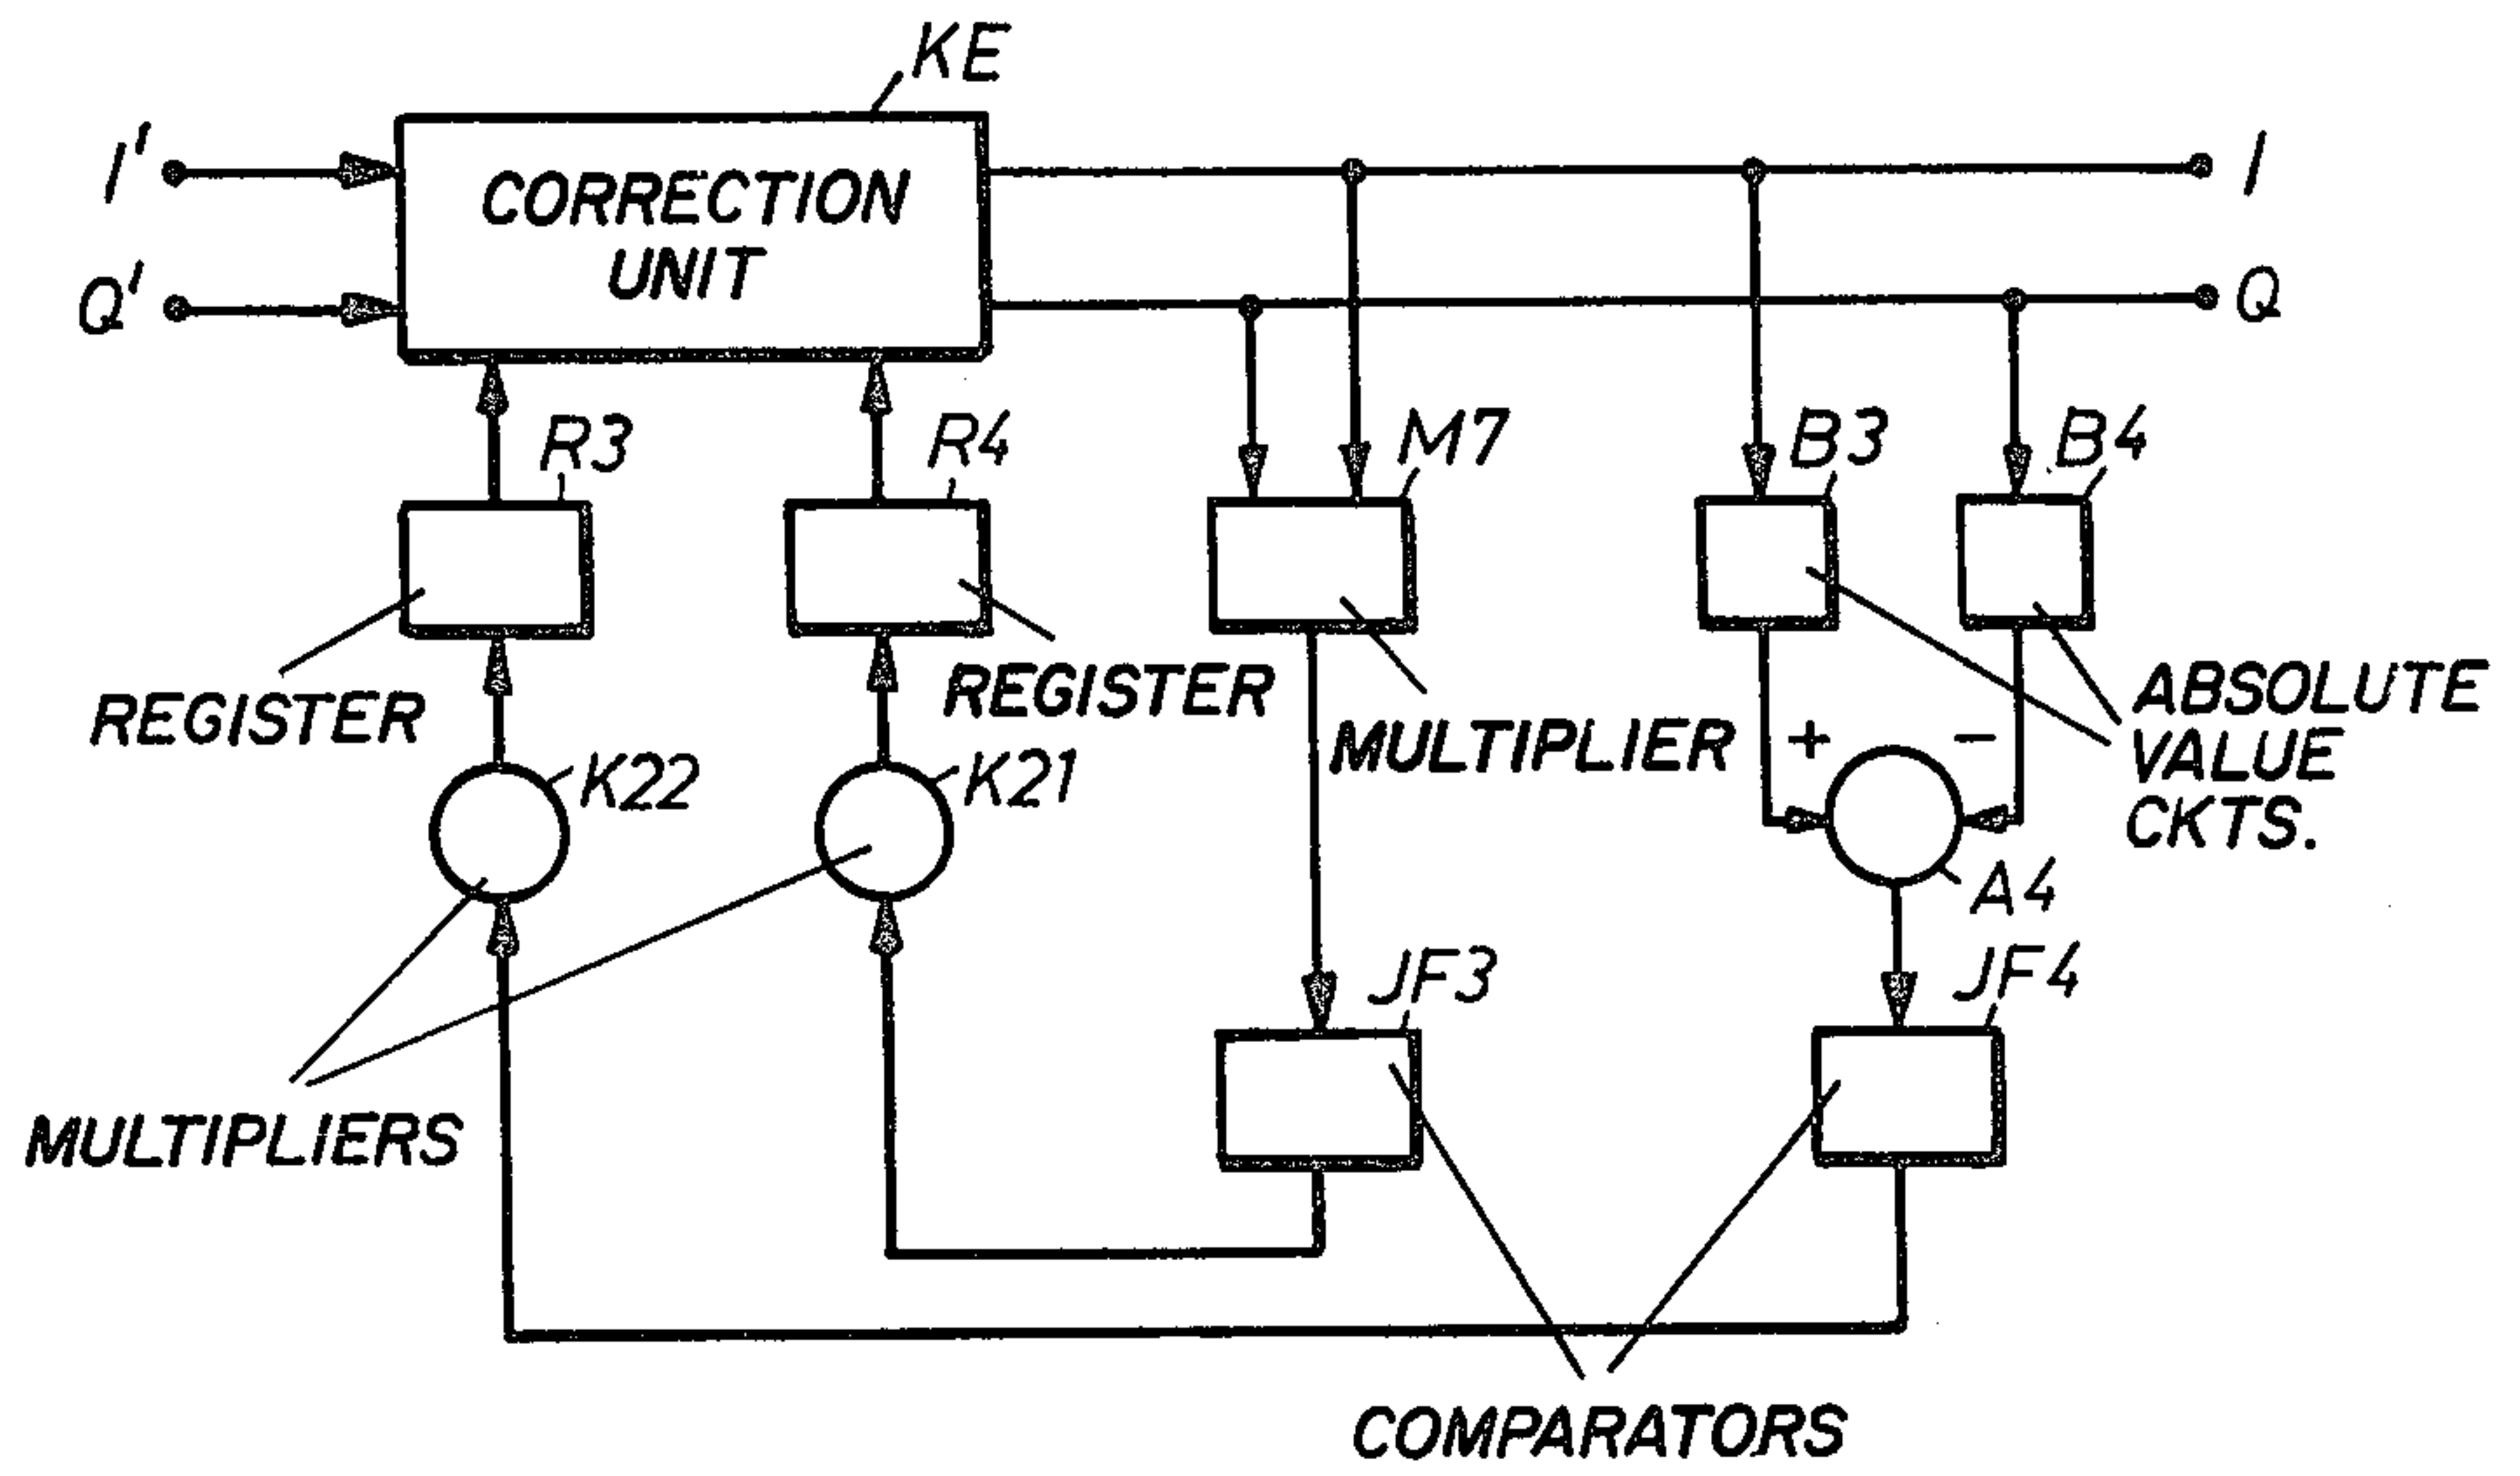 KE
I'
CORRECTION
UNIT
I
Q'
Q
R3
R4
M7
B3
B4
REGISTER
REGISTER
MULTIPLIER
ABSOLUTE
VALUE
CKTS.
+
−
K22
K21
A4
JF3
JF4
MULTIPLIERS
COMPARATORS